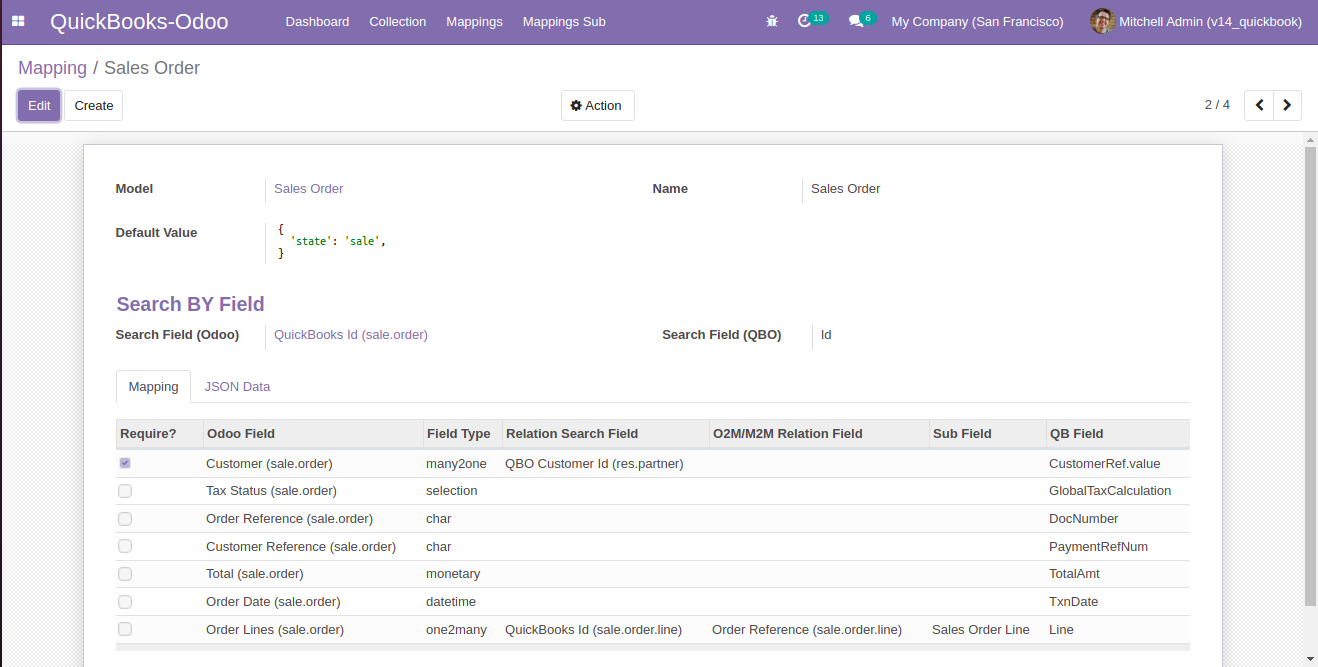 QuickBooks-Odoo Dashboard Collection Mappings Mappings Sub 13 6 My Company (San Francisco) Mitchell Admin (v14_quickbook)
Mapping / Sales Order
Edit Create Action 2 / 4
Model Sales Order Name Sales Order
Default Value {
'state': 'sale',
}
Search BY Field
Search Field (Odoo) QuickBooks Id (sale.order) Search Field (QBO) Id
Mapping JSON Data
Require? Odoo Field Field Type Relation Search Field O2M/M2M Relation Field Sub Field QB Field
Customer (sale.order) many2one QBO Customer Id (res.partner) CustomerRef.value
Tax Status (sale.order) selection GlobalTaxCalculation
Order Reference (sale.order) char DocNumber
Customer Reference (sale.order) char PaymentRefNum
Total (sale.order) monetary TotalAmt
Order Date (sale.order) datetime TxnDate
Order Lines (sale.order) one2many QuickBooks Id (sale.order.line) Order Reference (sale.order.line) Sales Order Line Line